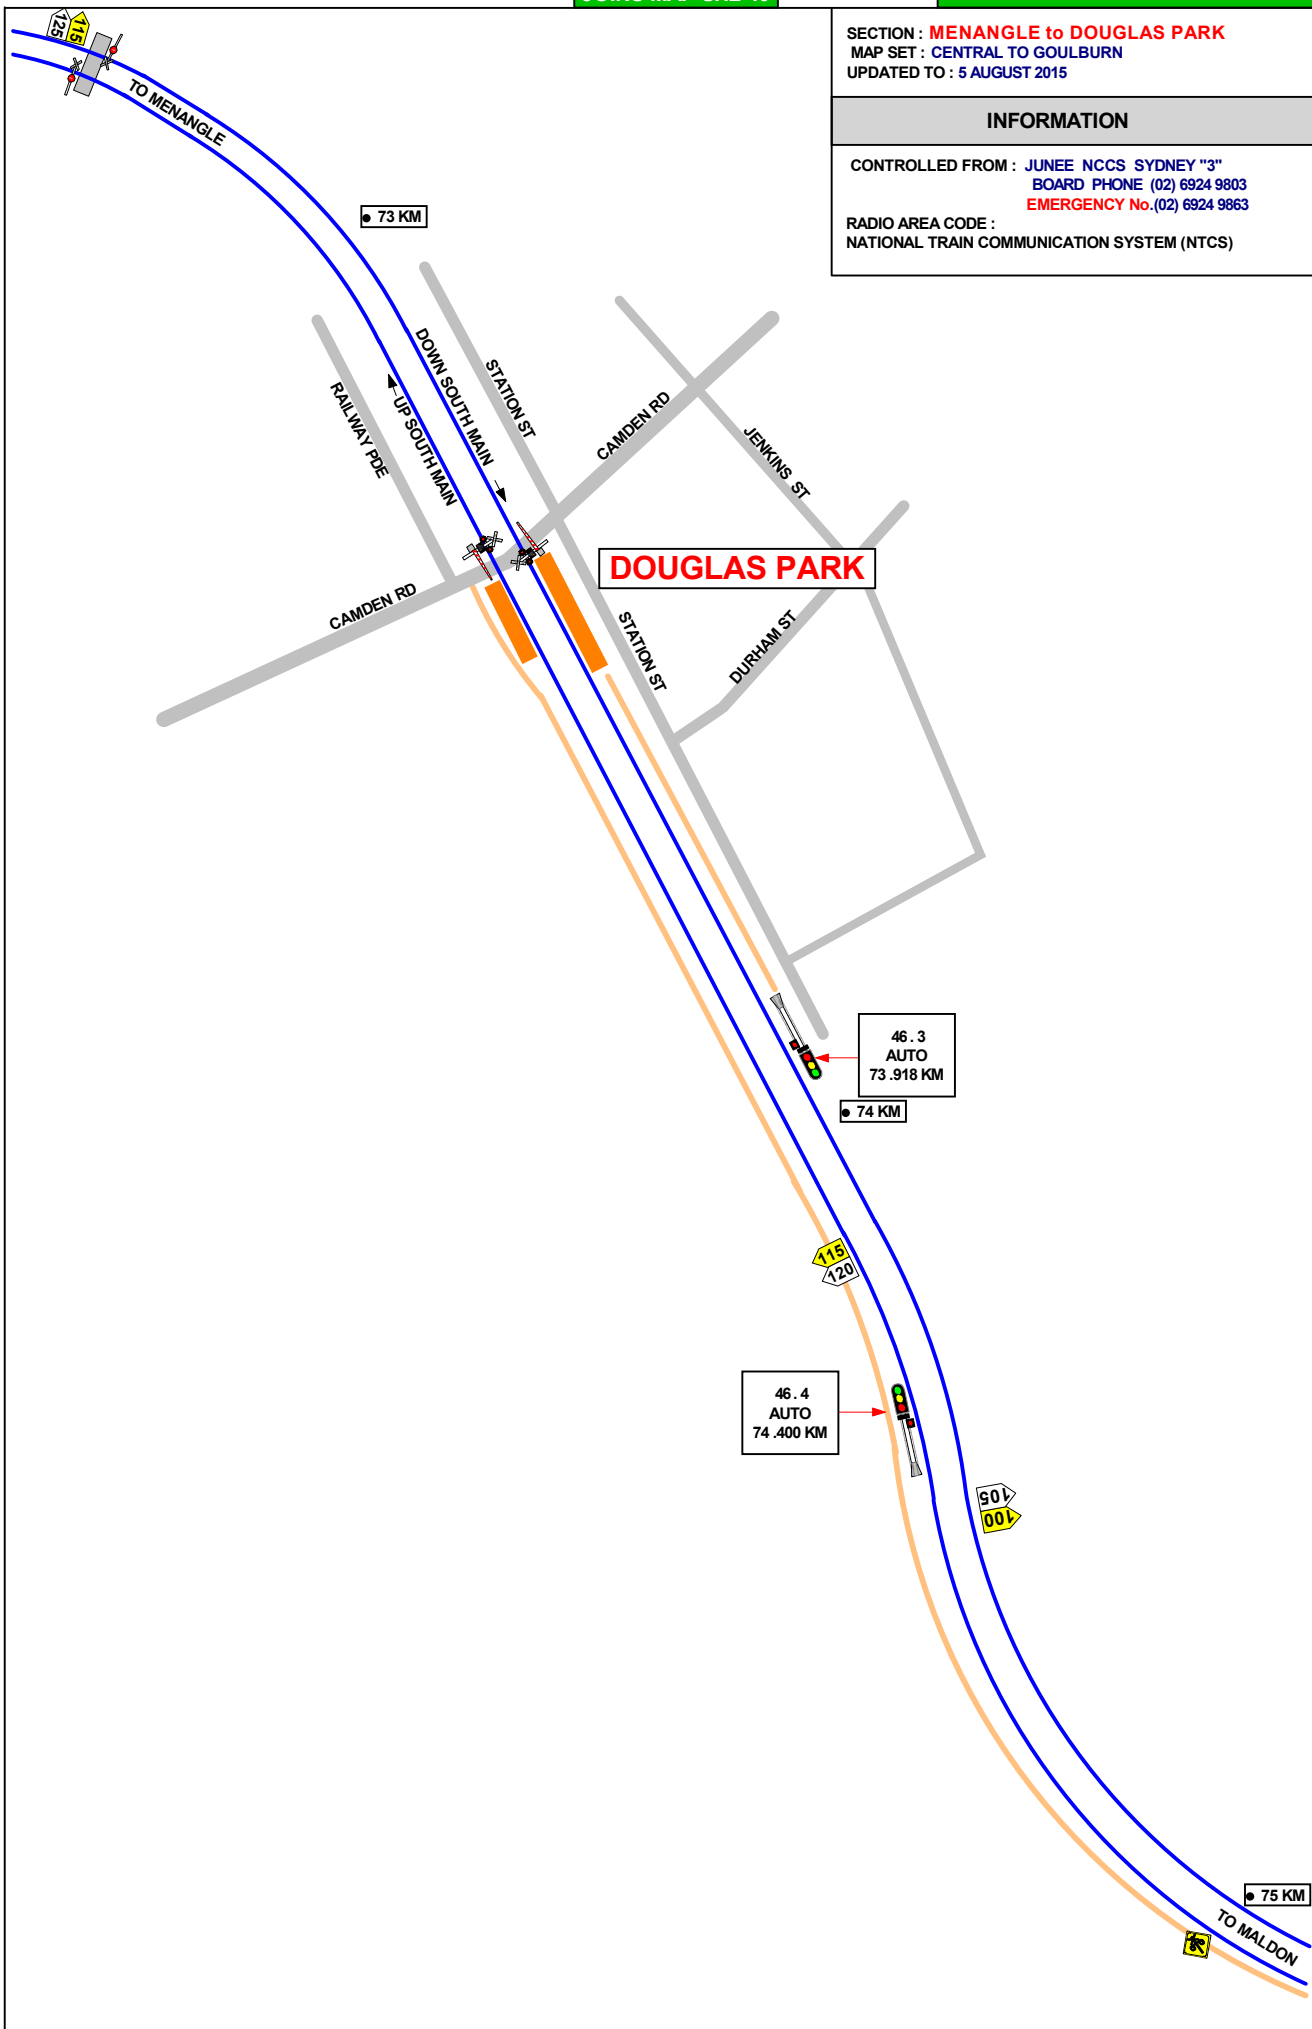 SECTION : MENANGLE to DOUGLAS PARK
MAP SET : CENTRAL TO GOULBURN
UPDATED TO : 5 AUGUST 2015
INFORMATION
CONTROLLED FROM : JUNEE NCCS SYDNEY "3"
BOARD PHONE (02) 6924 9803
EMERGENCY No.(02) 6924 9863
RADIO AREA CODE :
NATIONAL TRAIN COMMUNICATION SYSTEM (NTCS)
125
115
TO MENANGLE
73 KM
RAILWAY PDE
UP SOUTH MAIN
DOWN SOUTH MAIN
STATION ST
CAMDEN RD
JENKINS ST
DOUGLAS PARK
CAMDEN RD
STATION ST
DURHAM ST
46.3
AUTO
73.918 KM
74 KM
115
120
46.4
AUTO
74.400 KM
105
100
75 KM
TO MALDON